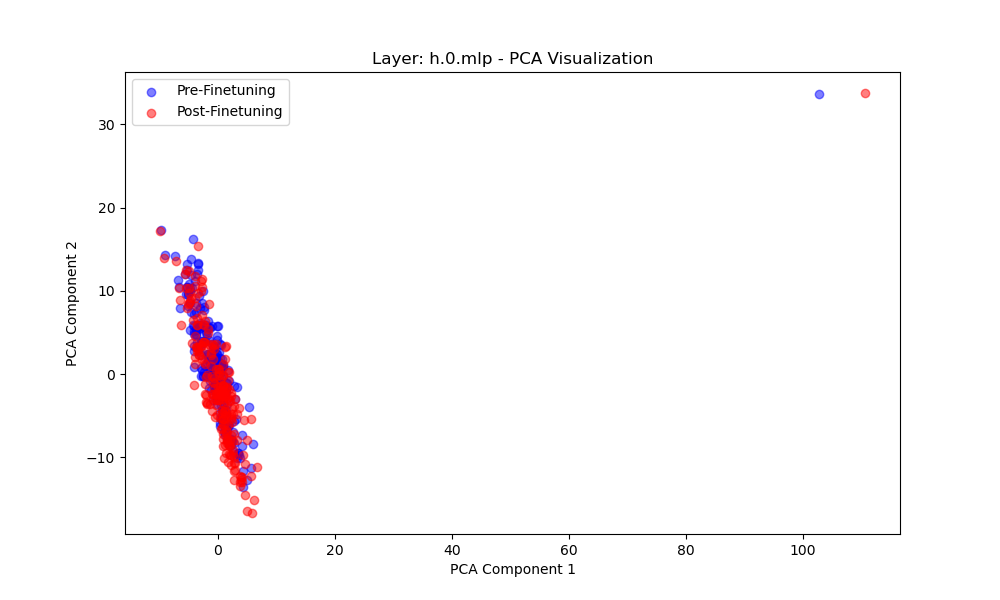 Layer: h.0.mlp - PCA Visualization
Pre-Finetuning
Post-Finetuning
30
20
10
0
−10
PCA Component 2
0 20 40 60 80 100
PCA Component 1